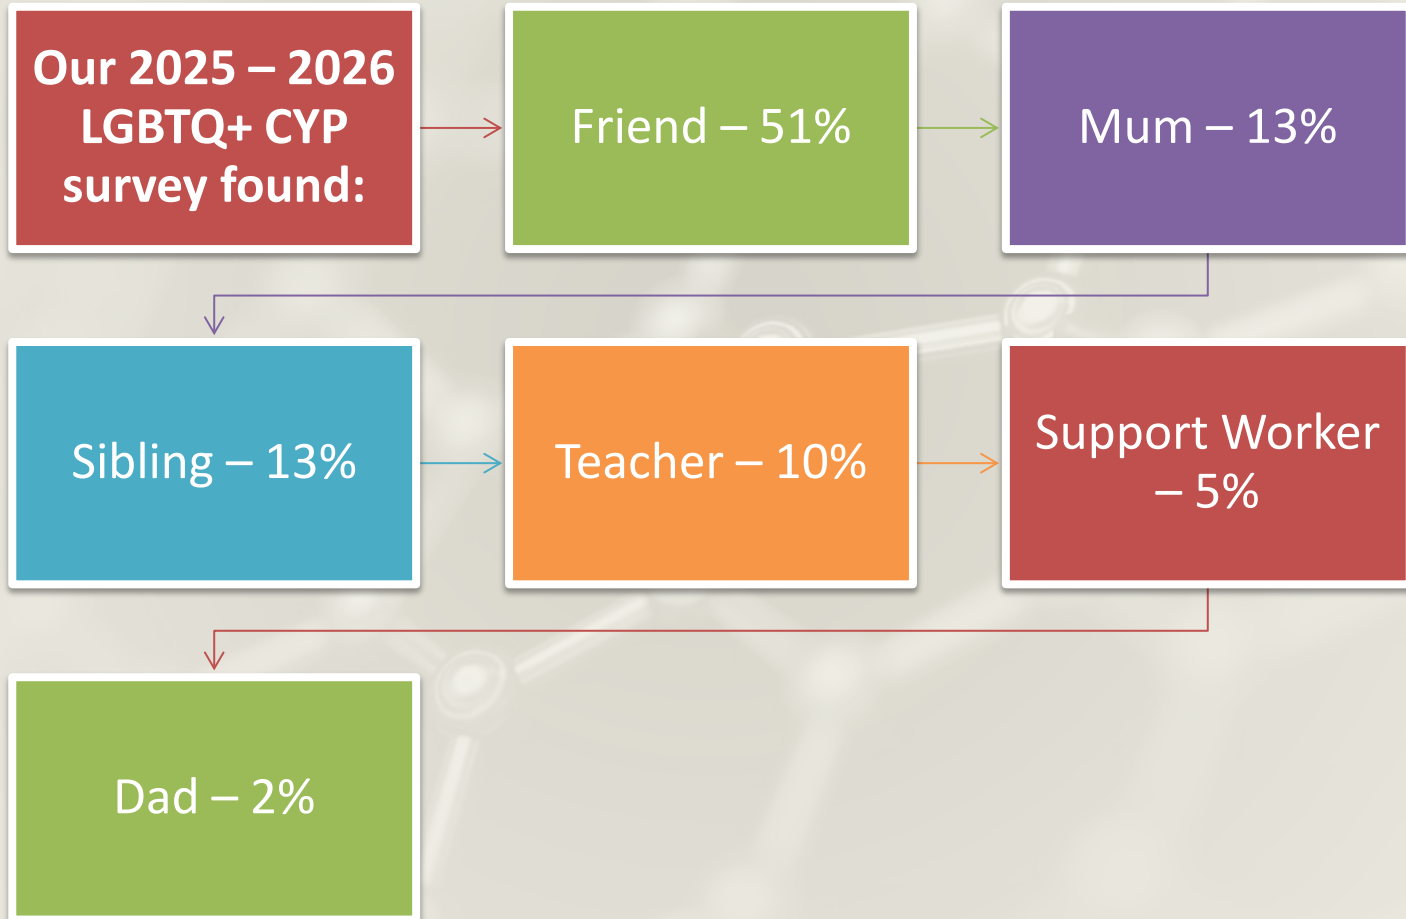 Our 2025 – 2026
LGBTQ+ CYP
survey found:
Friend – 51%
Mum – 13%
Sibling – 13%
Teacher – 10%
Support Worker
– 5%
Dad – 2%